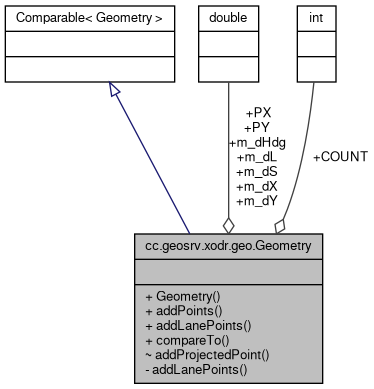 Comparable< Geometry >
double
int
+PX
+PY
+m_dHdg
+m_dL
+m_dS
+m_dX
+m_dY
+COUNT
cc.geosrv.xodr.geo.Geometry
+ Geometry()
+ addPoints()
+ addLanePoints()
+ compareTo()
~ addProjectedPoint()
- addLanePoints()